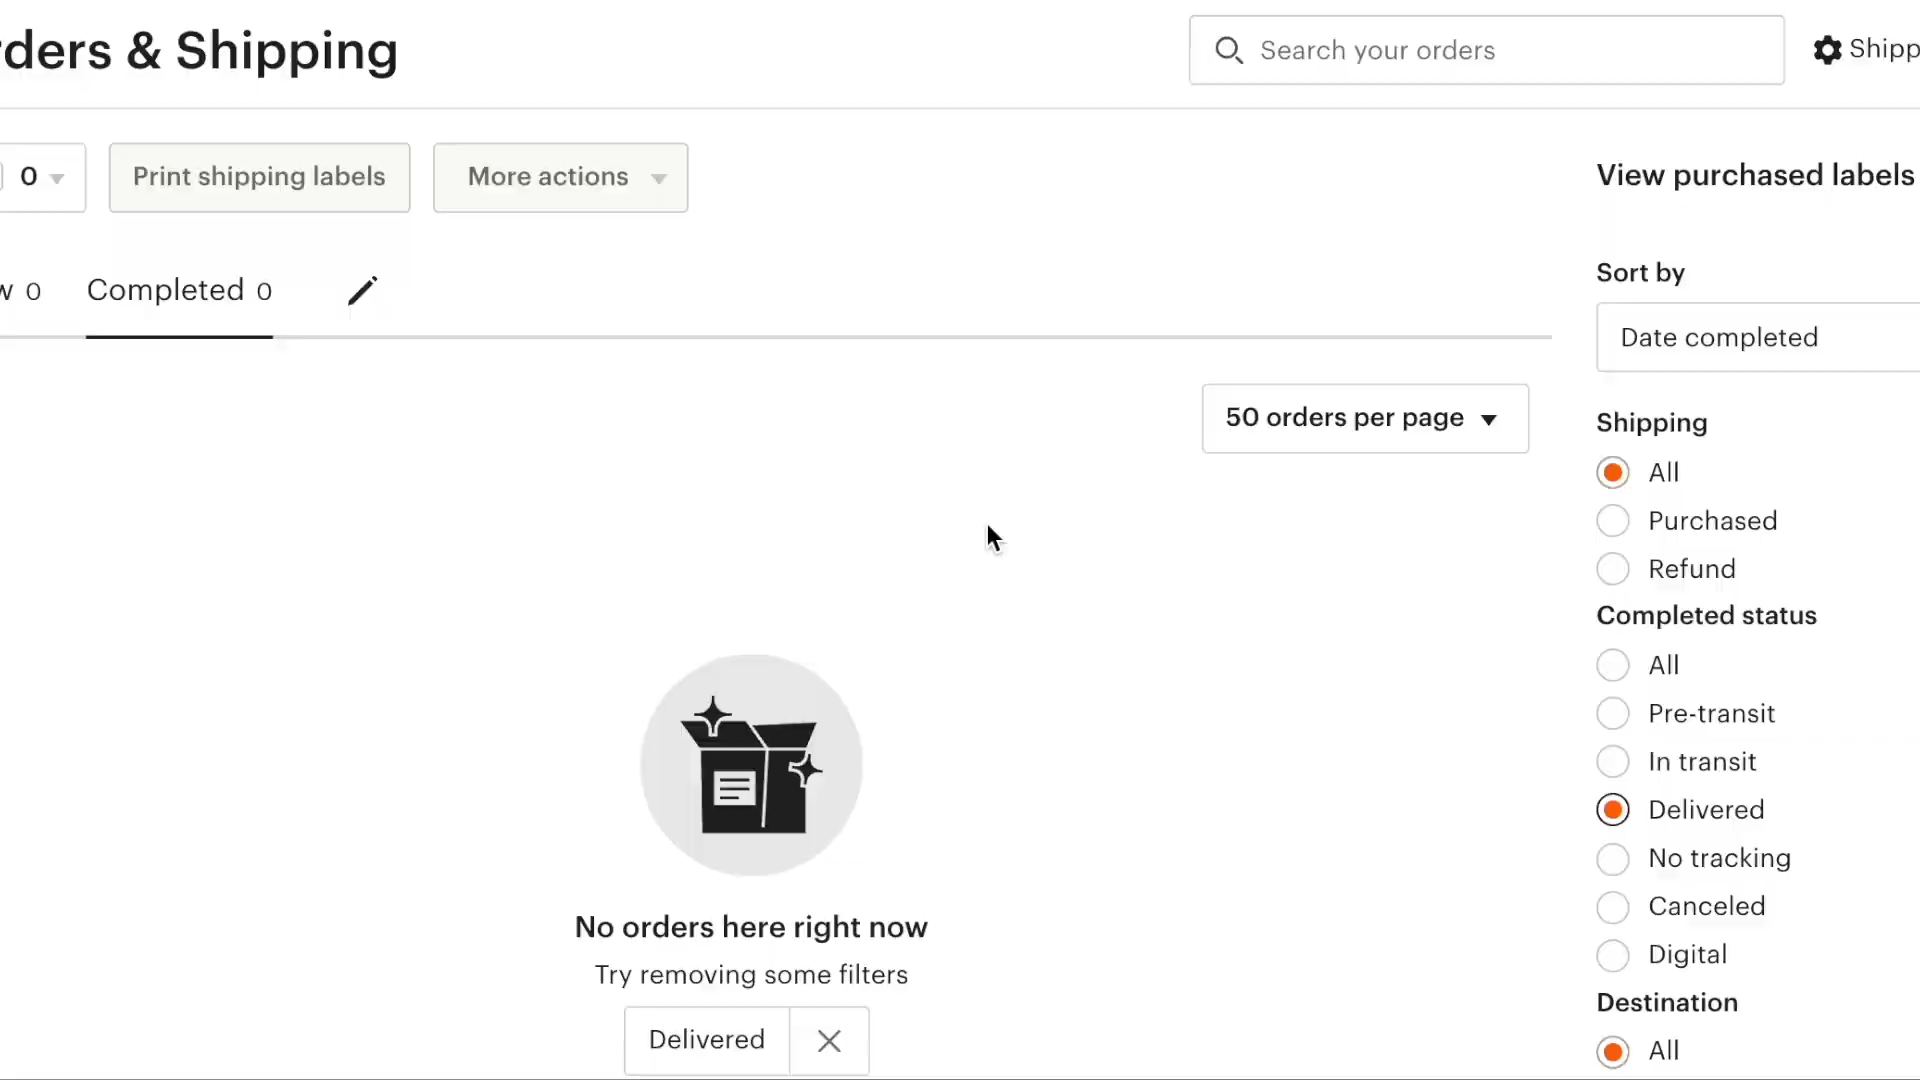 rders & Shipping
Search your orders
Shipp
0
Print shipping labels
More actions
View purchased labels
w 0
Completed 0
Sort by
Date completed
50 orders per page
Shipping
All
Purchased
Refund
Completed status
All
Pre-transit
In transit
Delivered
No tracking
Canceled
Digital
Destination
All
No orders here right now
Try removing some filters
Delivered